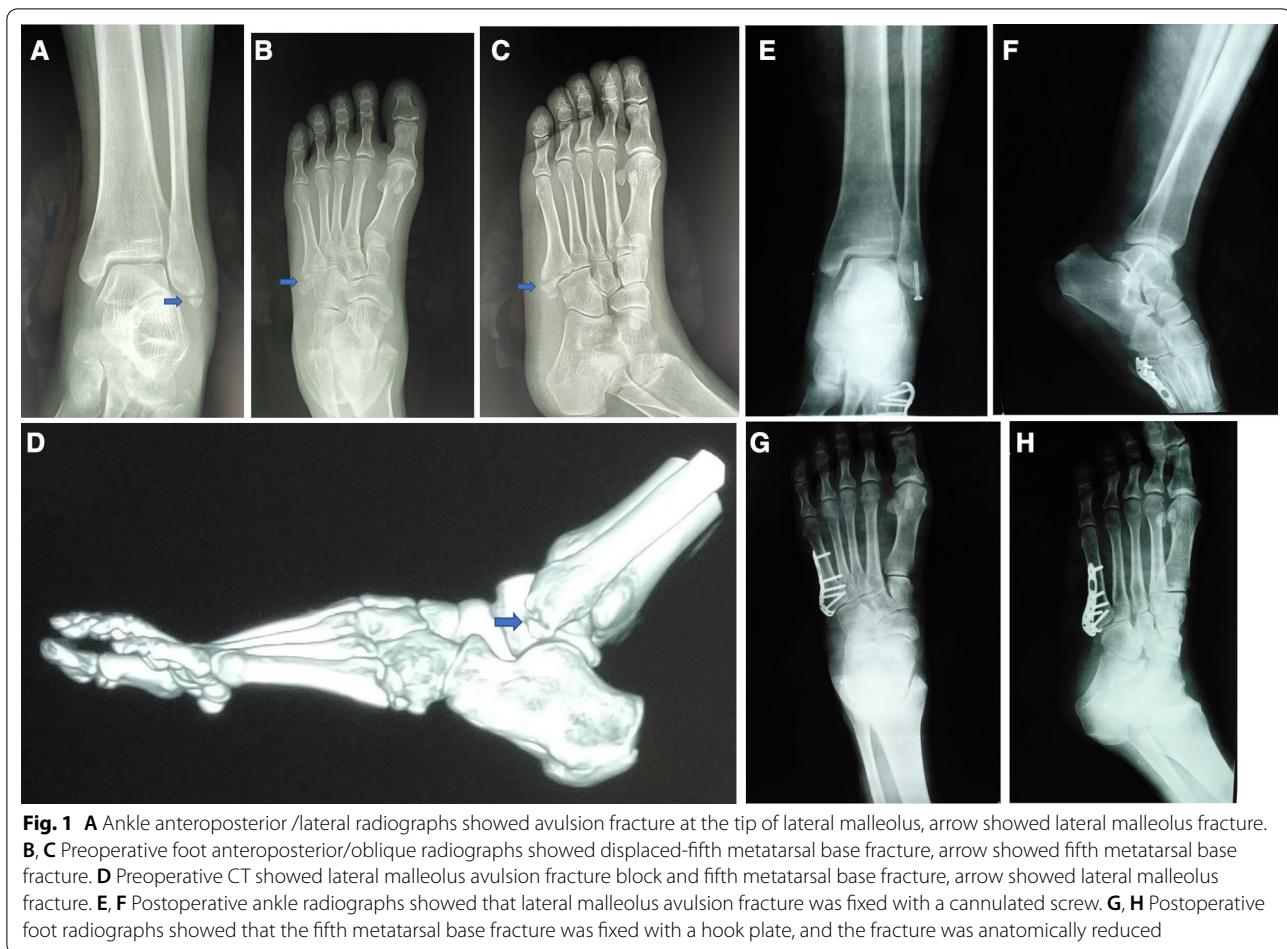 A
B
C
E
F
D
G
H
Fig. 1 A Ankle anteroposterior /lateral radiographs showed avulsion fracture at the tip of lateral malleolus, arrow showed lateral malleolus fracture.
B, C Preoperative foot anteroposterior/oblique radiographs showed displaced-fifth metatarsal base fracture, arrow showed fifth metatarsal base
fracture. D Preoperative CT showed lateral malleolus avulsion fracture block and fifth metatarsal base fracture, arrow showed lateral malleolus
fracture. E, F Postoperative ankle radiographs showed that lateral malleolus avulsion fracture was fixed with a cannulated screw. G, H Postoperative
foot radiographs showed that the fifth metatarsal base fracture was fixed with a hook plate, and the fracture was anatomically reduced